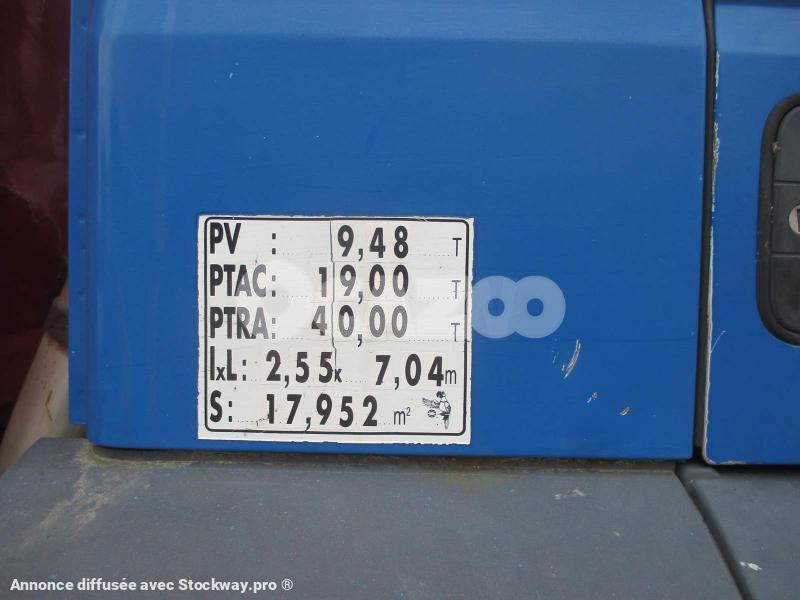 PV : 9,48 T
PTAC: 19,00 T
PTRA: 40,00 T
lxL: 2,55x 7,04m
S: 17,952 m²
Annonce diffusée avec Stockway.pro ®